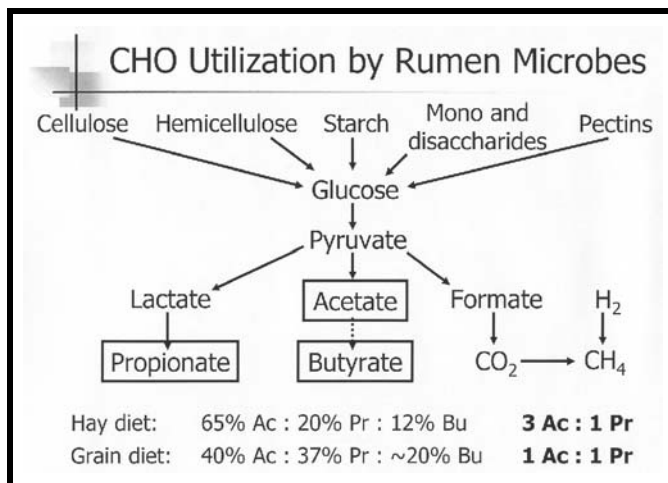 CHO Utilization by Rumen Microbes
Cellulose Hemicellulose Starch Mono and disaccharides Pectins
Glucose
Pyruvate
Lactate Acetate Formate H₂
Propionate Butyrate CO₂ CH₄
Hay diet: 65% Ac : 20% Pr : 12% Bu 3 Ac : 1 Pr
Grain diet: 40% Ac : 37% Pr : ~20% Bu 1 Ac : 1 Pr